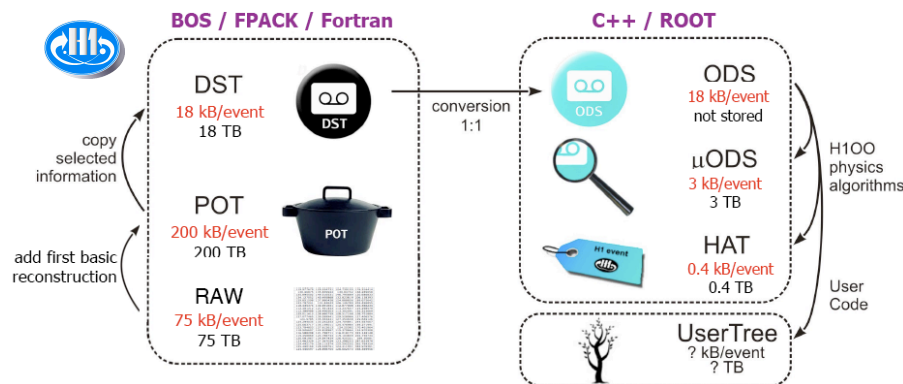 BOS / FPACK / Fortran
H1
DST
18 kB/event
18 TB
DST
copy
selected
information
POT
200 kB/event
200 TB
POT
add first basic
reconstruction
RAW
75 kB/event
75 TB
conversion
1:1
C++ / ROOT
ODS
ODS
18 kB/event
not stored
μODS
3 kB/event
3 TB
H1OO
physics
algorithms
H1 event
HAT
0.4 kB/event
0.4 TB
User
Code
UserTree
? kB/event
? TB